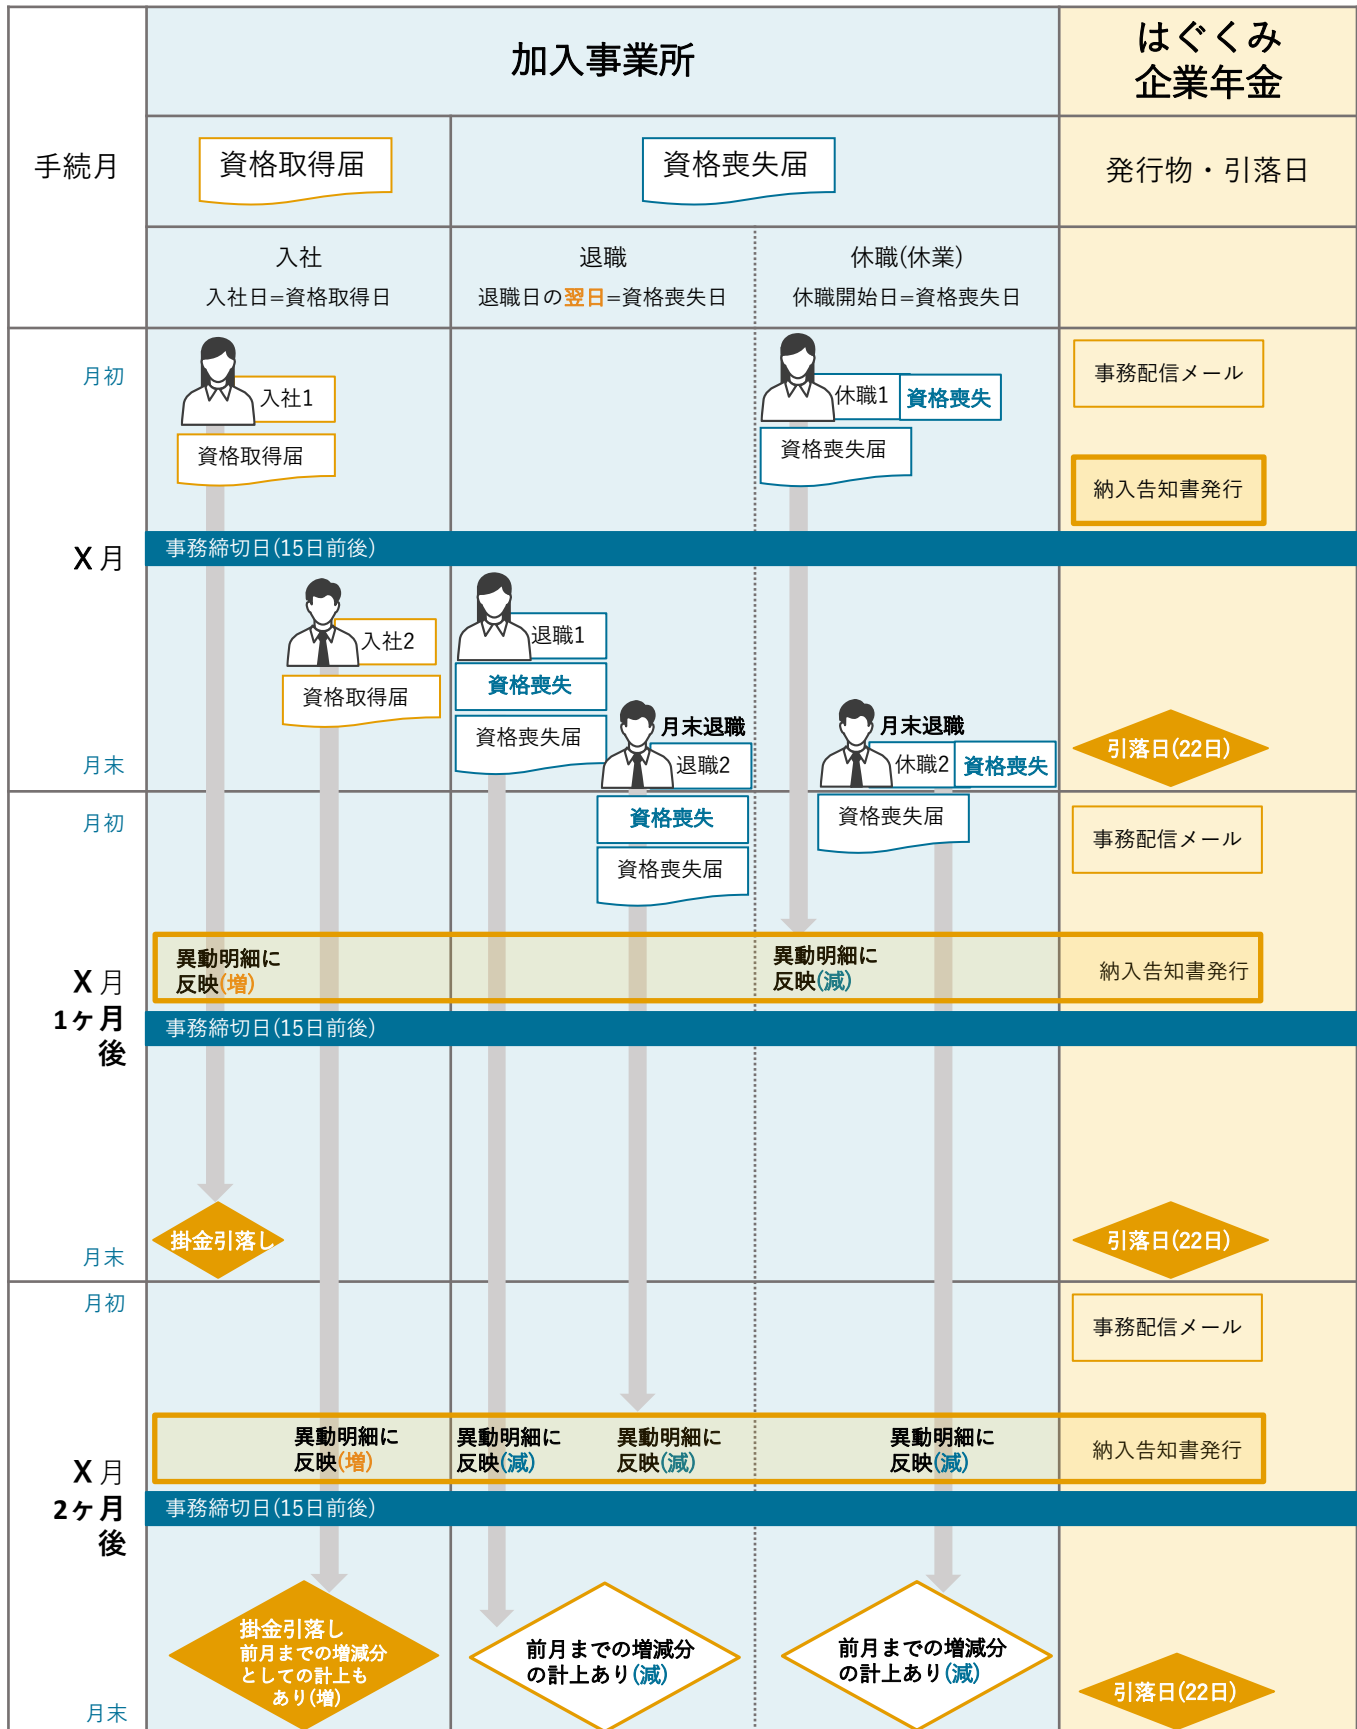 加入事業所
はぐくみ
企業年金
手続月
資格取得届
資格喪失届
発行物・引落日
入社
入社日=資格取得日
退職
退職日の翌日=資格喪失日
休職(休業)
休職開始日=資格喪失日
月初
入社1
資格取得届
休職1
資格喪失
資格喪失届
事務配信メール
納入告知書発行
X月
事務締切日(15日前後)
入社2
資格取得届
退職1
資格喪失
資格喪失届
月末退職
退職2
資格喪失
資格喪失届
月末退職
休職2
資格喪失
資格喪失届
引落日(22日)
月末
月初
事務配信メール
異動明細に
反映(増)
異動明細に
反映(減)
納入告知書発行
X月
1ヶ月
後
事務締切日(15日前後)
掛金引落し
引落日(22日)
月末
月初
事務配信メール
異動明細に
反映(増)
異動明細に
反映(減)
異動明細に
反映(減)
異動明細に
反映(減)
納入告知書発行
X月
2ヶ月
後
事務締切日(15日前後)
掛金引落し
前月までの増減分
としての計上も
あり(増)
前月までの増減分
の計上あり(減)
前月までの増減分
の計上あり(減)
引落日(22日)
月末